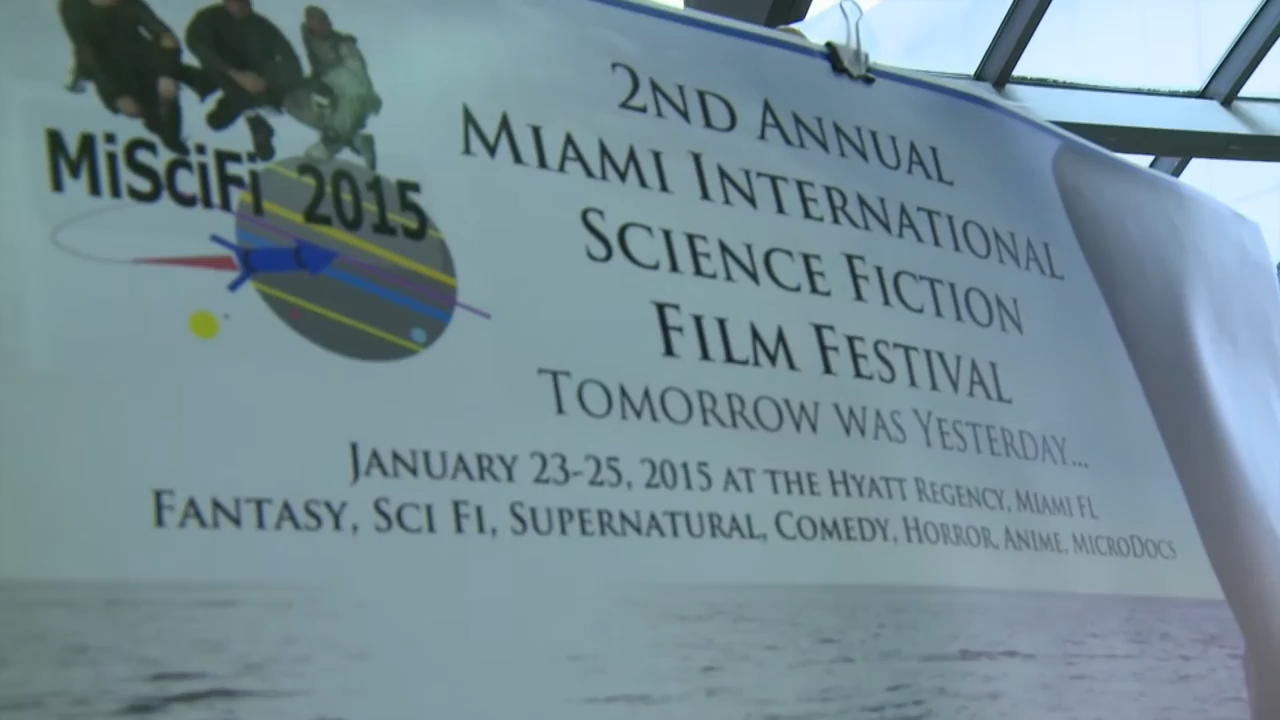 MiSciFi 2015
2ND ANNUAL
MIAMI INTERNATIONAL
SCIENCE FICTION
FILM FESTIVAL
TOMORROW WAS YESTERDAY...
JANUARY 23-25, 2015 AT THE HYATT REGENCY, MIAMI FL
FANTASY, SCI FI, SUPERNATURAL, COMEDY, HORROR, ANIME, MICRODOCS